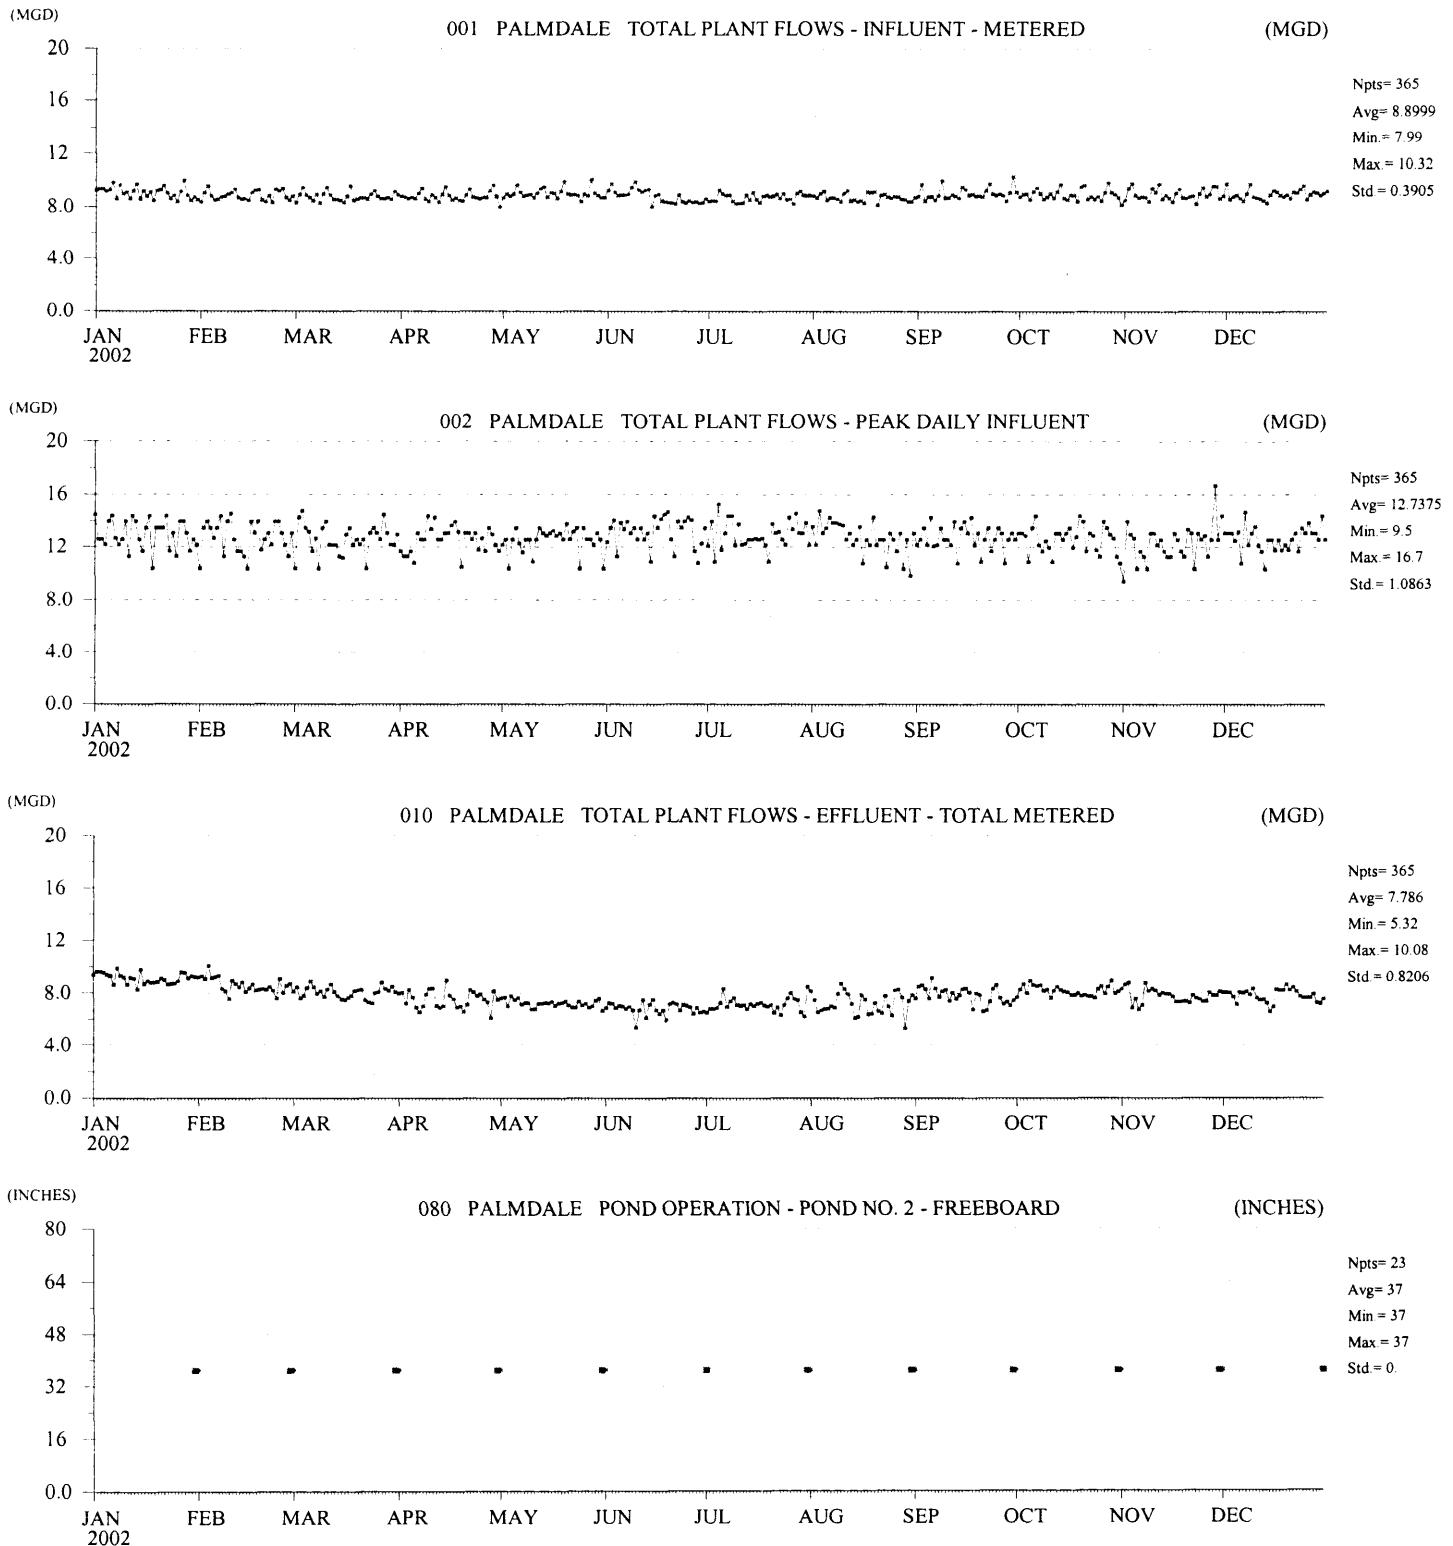 (MGD)
001 PALMDALE TOTAL PLANT FLOWS - INFLUENT - METERED (MGD)
20
16
12
8.0
4.0
0.0
JAN FEB MAR APR MAY JUN JUL AUG SEP OCT NOV DEC
2002
Npts= 365
Avg= 8.8999
Min.= 7.99
Max.= 10.32
Std.= 0.3905
(MGD)
002 PALMDALE TOTAL PLANT FLOWS - PEAK DAILY INFLUENT (MGD)
20
16
12
8.0
4.0
0.0
JAN FEB MAR APR MAY JUN JUL AUG SEP OCT NOV DEC
2002
Npts= 365
Avg= 12.7375
Min.= 9.5
Max.= 16.7
Std.= 1.0863
(MGD)
010 PALMDALE TOTAL PLANT FLOWS - EFFLUENT - TOTAL METERED (MGD)
20
16
12
8.0
4.0
0.0
JAN FEB MAR APR MAY JUN JUL AUG SEP OCT NOV DEC
2002
Npts= 365
Avg= 7.786
Min.= 5.32
Max.= 10.08
Std.= 0.8206
(INCHES)
080 PALMDALE POND OPERATION - POND NO. 2 - FREEBOARD (INCHES)
80
64
48
32
16
0.0
JAN FEB MAR APR MAY JUN JUL AUG SEP OCT NOV DEC
2002
Npts= 23
Avg= 37
Min.= 37
Max.= 37
Std.= 0.